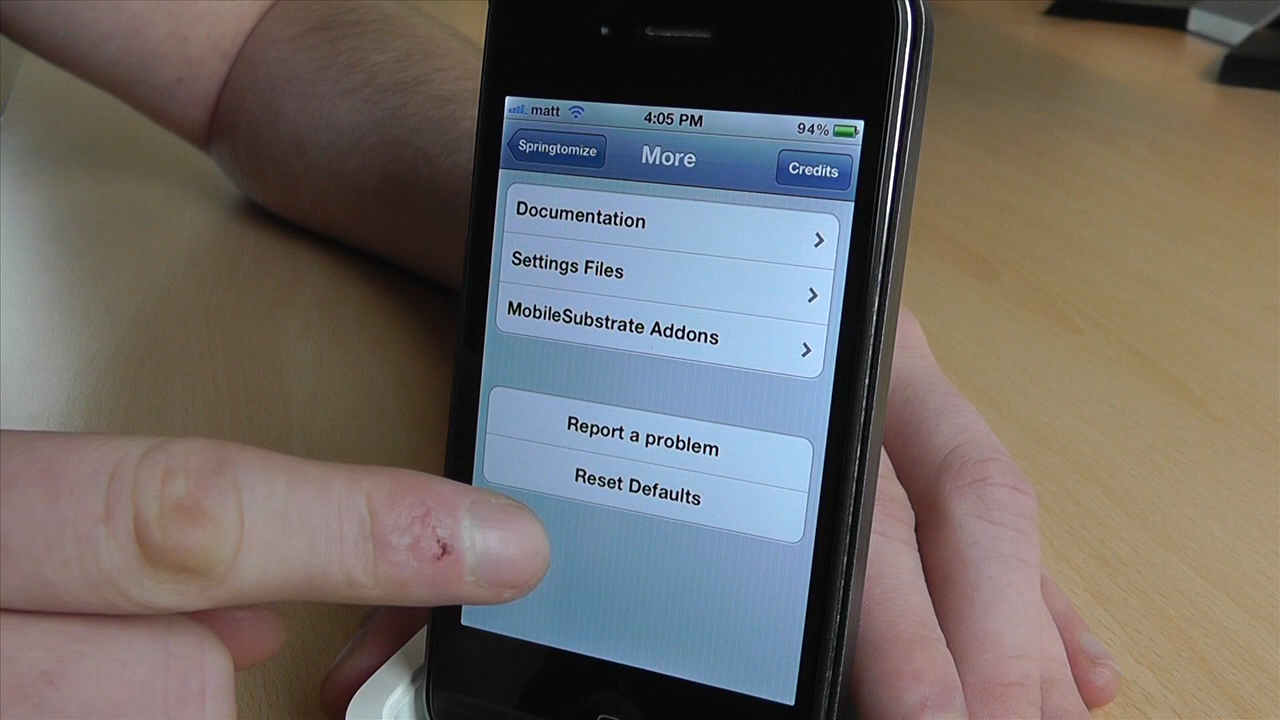 matt 4:05 PM 94%
Springtomize More Credits
Documentation
Settings Files
MobileSubstrate Addons
Report a problem
Reset Defaults